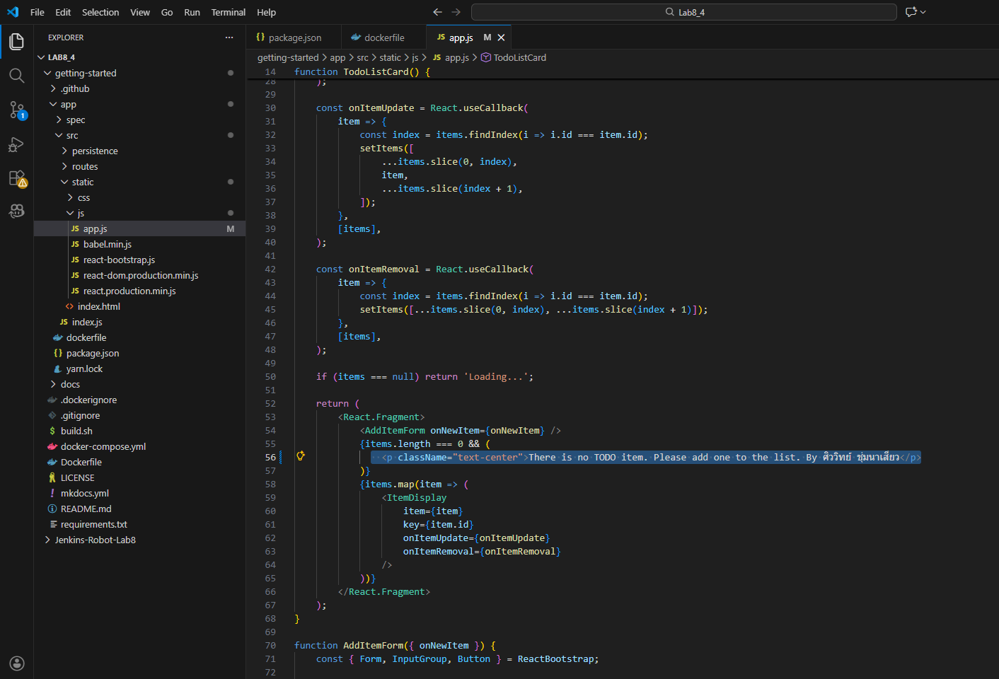 File Edit Selection View Go Run Terminal Help
Lab8_4
EXPLORER
LAB8_4
getting-started
.github
app
spec
src
persistence
routes
static
css
js
JS app.js M
JS babel.min.js
JS react-bootstrap.js
JS react-dom.production.min.js
JS react.production.min.js
<> index.html
JS index.js
dockerfile
{} package.json
yarn.lock
docs
.dockerignore
.gitignore
$ build.sh
docker-compose.yml
Dockerfile
LICENSE
! mkdocs.yml
README.md
requirements.txt
Jenkins-Robot-Lab8
1
{} package.json
dockerfile
JS app.js M
getting-started > app > src > static > js > JS app.js > TodoListCard
14 function TodoListCard() {
28 );
29
30 const onItemUpdate = React.useCallback(
31 item => {
32 const index = items.findIndex(i => i.id === item.id);
33 setItems([
34 ...items.slice(0, index),
35 item,
36 ...items.slice(index + 1),
37 ]);
38 },
39 [items],
40 );
41
42 const onItemRemoval = React.useCallback(
43 item => {
44 const index = items.findIndex(i => i.id === item.id);
45 setItems([...items.slice(0, index), ...items.slice(index + 1)]);
46 },
47 [items],
48 );
49
50 if (items === null) return 'Loading...';
51
52 return (
53 <React.Fragment>
54 <AddItemForm onNewItem={onNewItem} />
55 {items.length === 0 && (
56 <p className="text-center">There is no TODO item. Please add one to the list. By ศิววิทย์ ชุ่มนาเสียว</p>
57 )}
58 {items.map(item => (
59 <ItemDisplay
60 item={item}
61 key={item.id}
62 onItemUpdate={onItemUpdate}
63 onItemRemoval={onItemRemoval}
64 />
65 ))}
66 </React.Fragment>
67 );
68 }
69
70 function AddItemForm({ onNewItem }) {
71 const { Form, InputGroup, Button } = ReactBootstrap;
72